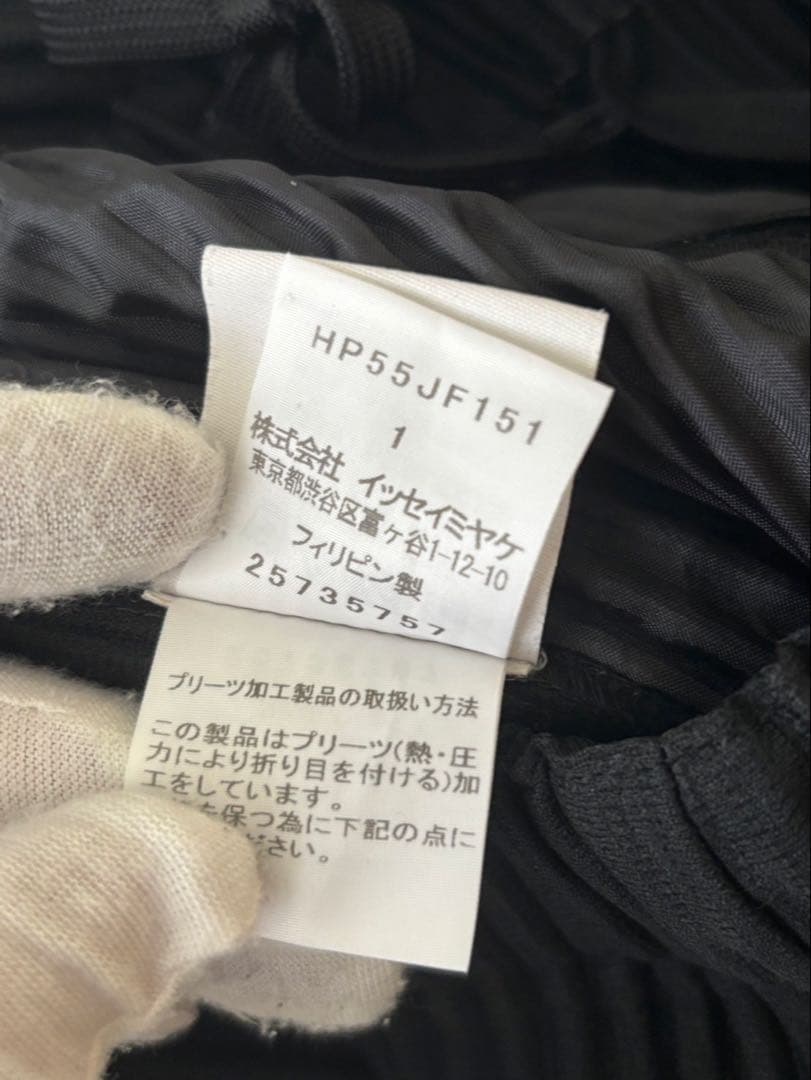 HP55JF151
1
株式会社 イッセイミヤケ
東京都渋谷区富ヶ谷1-12-10
フィリピン製
25735757
プリーツ加工製品の取扱い方法
この製品はプリーツ(熱・圧
力により折り目を付ける)加
工をしています。
を保つ為に下記の点に
ださい。